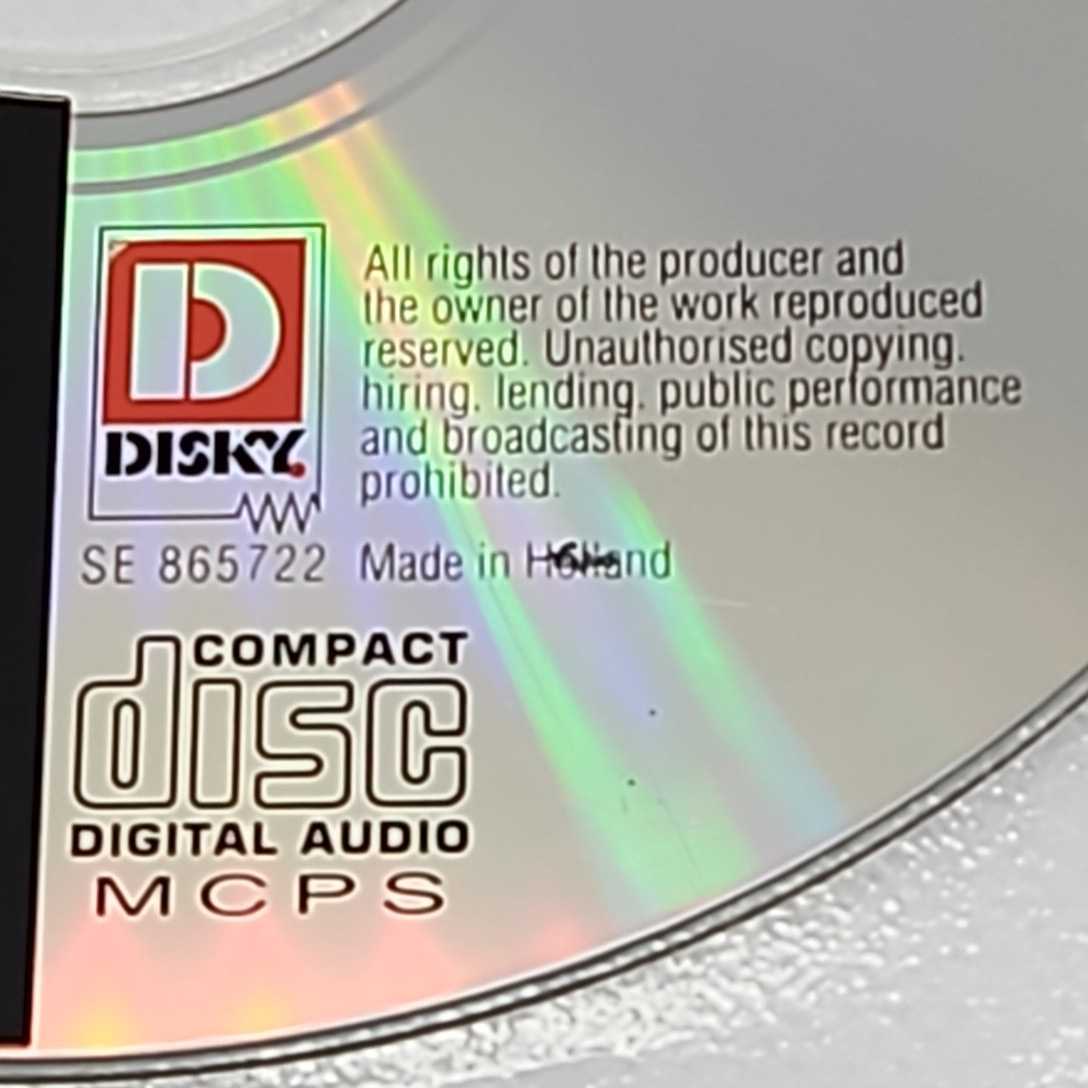 All rights of the producer and
the owner of the work reproduced
reserved. Unauthorised copying.
hiring. lending. public performance
and broadcasting of this record
prohibited.
DISKY.
SE 865722 Made in Holland
COMPACT
disc
DIGITAL AUDIO
MCPS